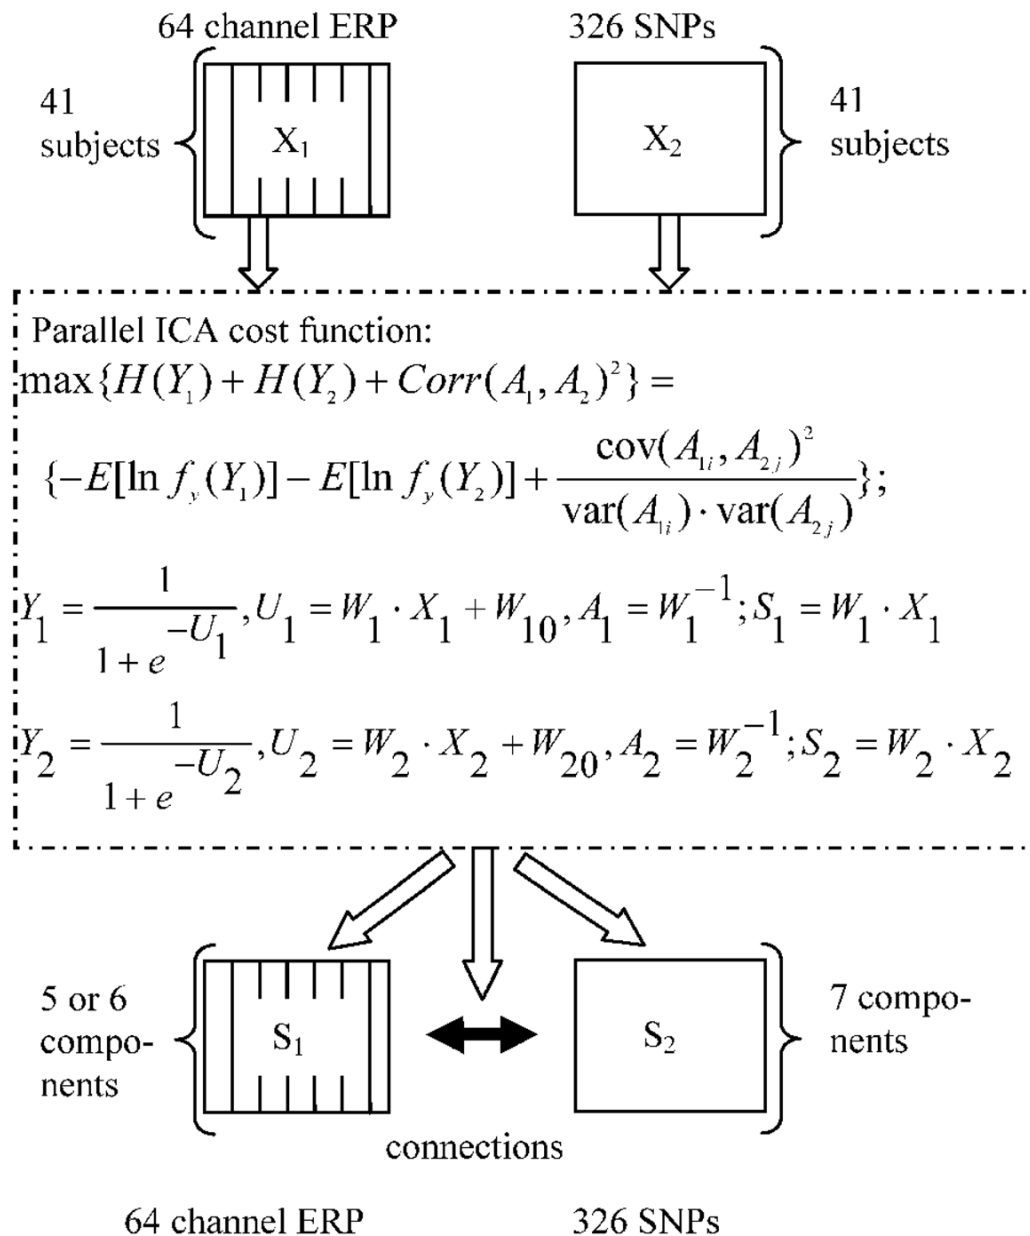 64 channel ERP 326 SNPs
41 subjects X₁ X₂ 41 subjects
Parallel ICA cost function:
max{H(Y₁) + H(Y₂) + Corr(A₁, A₂)²} =
{−E[ln f_y(Y₁)] − E[ln f_y(Y₂)] + cov(A₁ᵢ, A₂ⱼ)² / var(A₁ᵢ) · var(A₂ⱼ)};
Y₁ = 1 / 1 + e^−U₁, U₁ = W₁ · X₁ + W₁₀, A₁ = W₁⁻¹; S₁ = W₁ · X₁
Y₂ = 1 / 1 + e^−U₂, U₂ = W₂ · X₂ + W₂₀, A₂ = W₂⁻¹; S₂ = W₂ · X₂
5 or 6
compo-
nents
S₁
S₂
7 compo-
nents
connections
64 channel ERP 326 SNPs